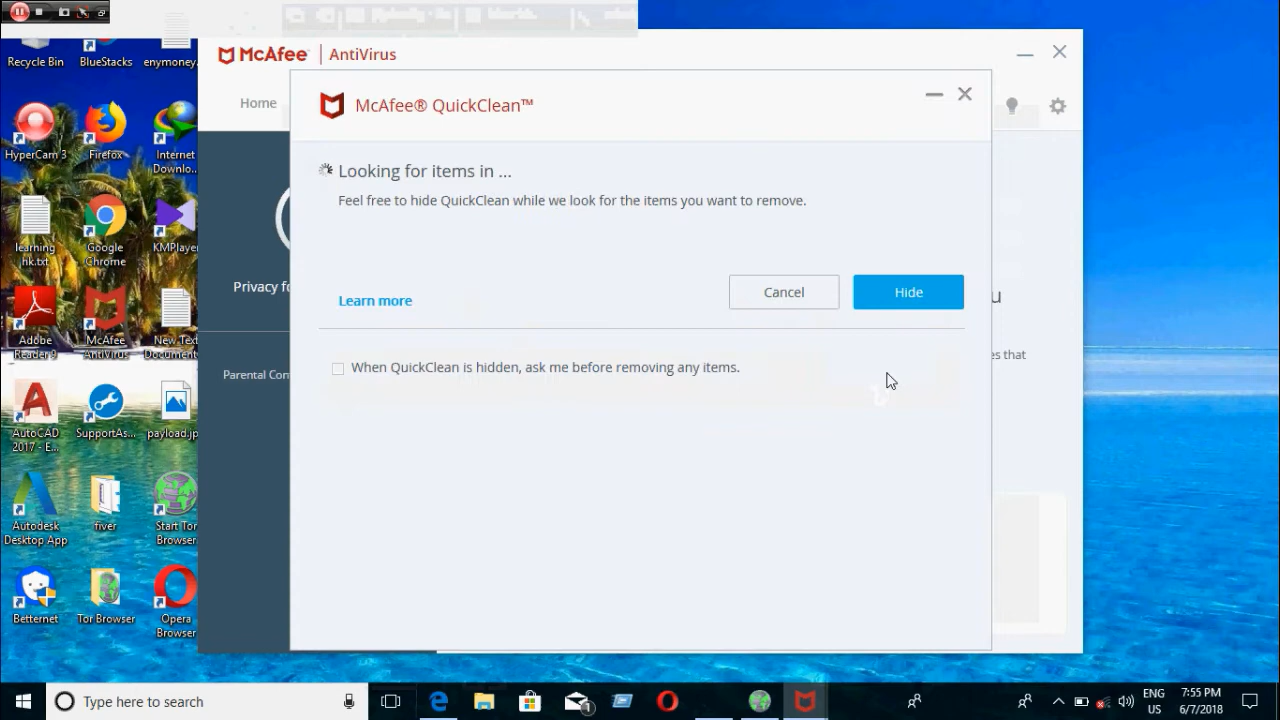 Recycle Bin
BlueStacks
enymoney....
HyperCam 3
Firefox
Internet
Downlo...
learning
hk.txt
Google
Chrome
KMPlayer
Adobe
Reader 9
McAfee
AntiVirus
New Text
Document...
AutoCAD
2017 - E...
SupportAs...
payload.jp
Autodesk
Desktop App
fiver
Start Tor
Browser
Betternet
Tor Browser
Opera
Browser
McAfee | AntiVirus
Home
Privacy fo
Parental Con
u
es that
McAfee® QuickClean™
Looking for items in ...
Feel free to hide QuickClean while we look for the items you want to remove.
Learn more
Cancel
Hide
When QuickClean is hidden, ask me before removing any items.
Type here to search
1
ENG
US
7:55 PM
6/7/2018